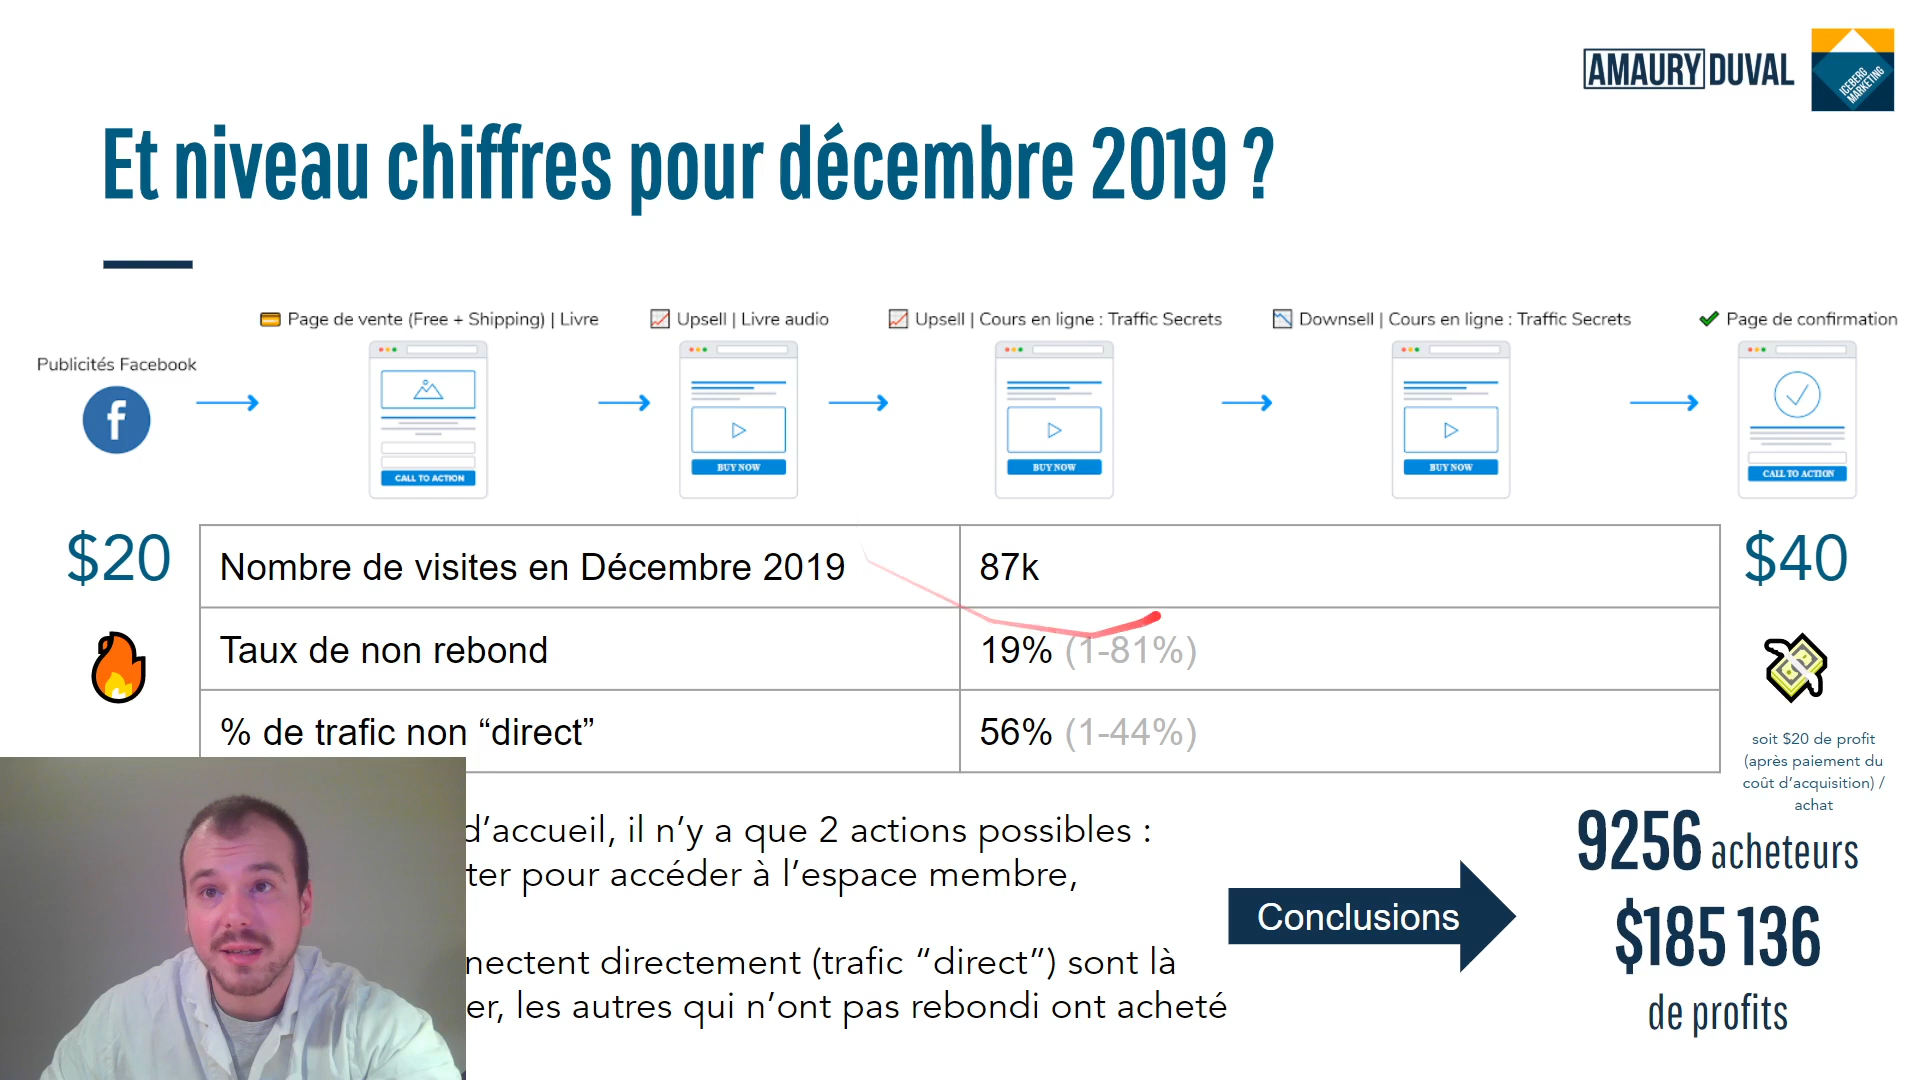 AMAURY DUVAL
ICEBERG
MARKETING
Et niveau chiffres pour décembre 2019 ?
Publicités Facebook
Page de vente (Free + Shipping) | Livre
Upsell | Livre audio
Upsell | Cours en ligne : Traffic Secrets
Downsell | Cours en ligne : Traffic Secrets
Page de confirmation
CALL TO ACTION
BUY NOW
BUY NOW
BUY NOW
CALL TO ACTION
$20
Nombre de visites en Décembre 2019 87k
Taux de non rebond 19% (1-81%)
% de trafic non “direct” 56% (1-44%)
$40
soit $20 de profit
(après paiement du
coût d’acquisition) /
achat
d’accueil, il n’y a que 2 actions possibles :
ter pour accéder à l’espace membre,
nectent directement (trafic “direct”) sont là
er, les autres qui n’ont pas rebondi ont acheté
Conclusions
9256 acheteurs
$185 136
de profits